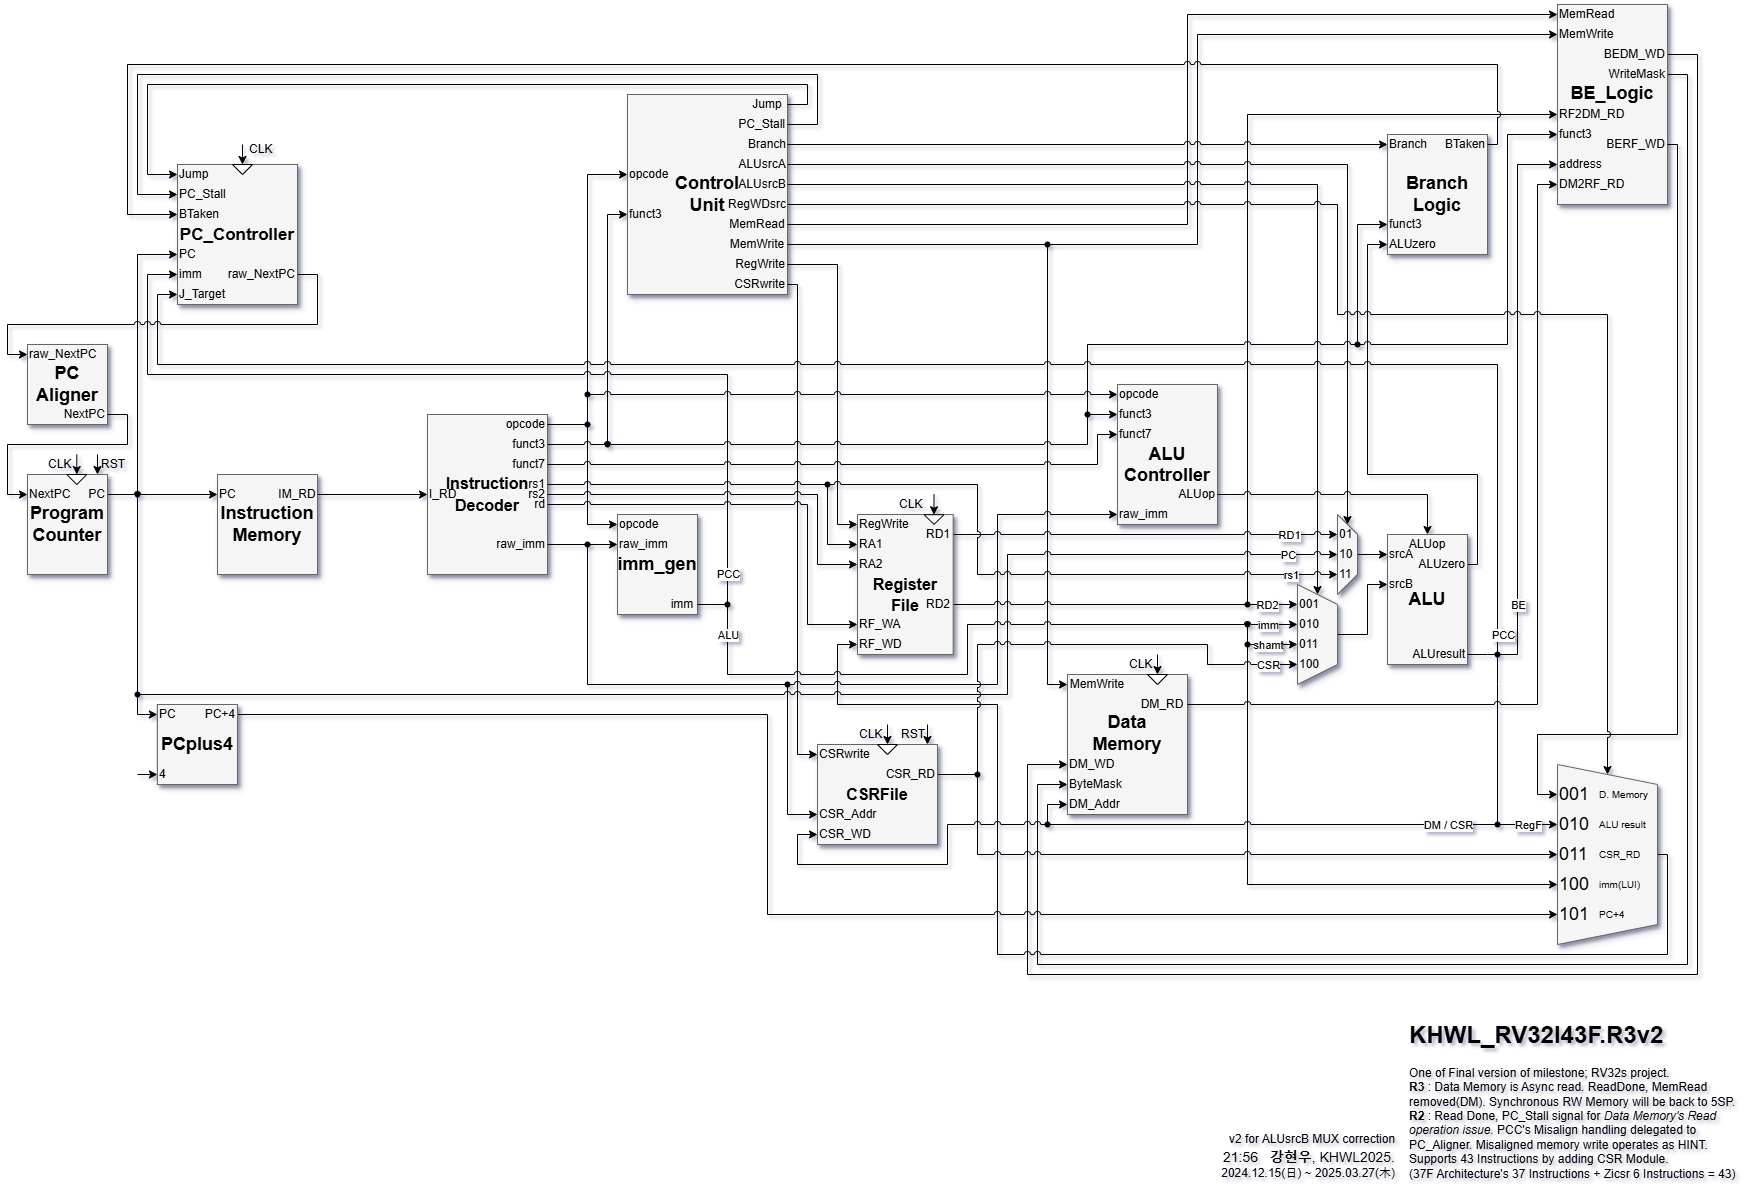 MemRead
MemWrite
BEDM_WD
WriteMask
BE_Logic
RF2DM_RD
funct3
BERF_WD
address
DM2RF_RD
Jump
PC_Stall
Branch
ALUsrcA
opcode
Control
Unit
ALUsrcB
RegWDsrc
funct3
MemRead
MemWrite
RegWrite
CSRwrite
Branch
BTaken
Branch
Logic
funct3
ALUzero
CLK
Jump
PC_Stall
BTaken
PC_Controller
PC
imm
raw_NextPC
J_Target
raw_NextPC
PC
Aligner
NextPC
CLK
RST
NextPC
PC
Program
Counter
PC
IM_RD
Instruction
Memory
opcode
funct3
funct7
Instruction
Decoder
I_RD
rs1
rs2
rd
raw_imm
opcode
raw_imm
imm_gen
imm
PCC
ALU
opcode
funct3
funct7
ALU
Controller
ALUop
raw_imm
CLK
RegWrite
RD1
RA1
RA2
Register
File
RD2
RF_WA
RF_WD
RD1
01
PC
10
rs1
11
RD2
001
imm
010
shamt
011
CSR
100
ALUop
srcA
ALUzero
srcB
ALU
ALUresult
BE
PCC
PC
PC+4
PCplus4
4
CLK
RST
CSRwrite
CSR_RD
CSRFile
CSR_Addr
CSR_WD
CLK
MemWrite
DM_RD
Data
Memory
DM_WD
ByteMask
DM_Addr
DM / CSR
RegF
001 D. Memory
010 ALU result
011 CSR_RD
100 imm(LUI)
101 PC+4
KHWL_RV32I43F.R3v2
One of Final version of milestone; RV32s project.
R3 : Data Memory is Async read. ReadDone, MemRead
removed(DM). Synchronous RW Memory will be back to 5SP.
R2 : Read Done, PC_Stall signal for Data Memory's Read
operation issue. PCC's Misalign handling delegated to
PC_Aligner. Misaligned memory write operates as HINT.
Supports 43 Instructions by adding CSR Module.
(37F Architecture's 37 Instructions + Zicsr 6 Instructions = 43)
v2 for ALUsrcB MUX correction
21:56 강현우, KHWL2025.
2024.12.15(日) ~ 2025.03.27(木)